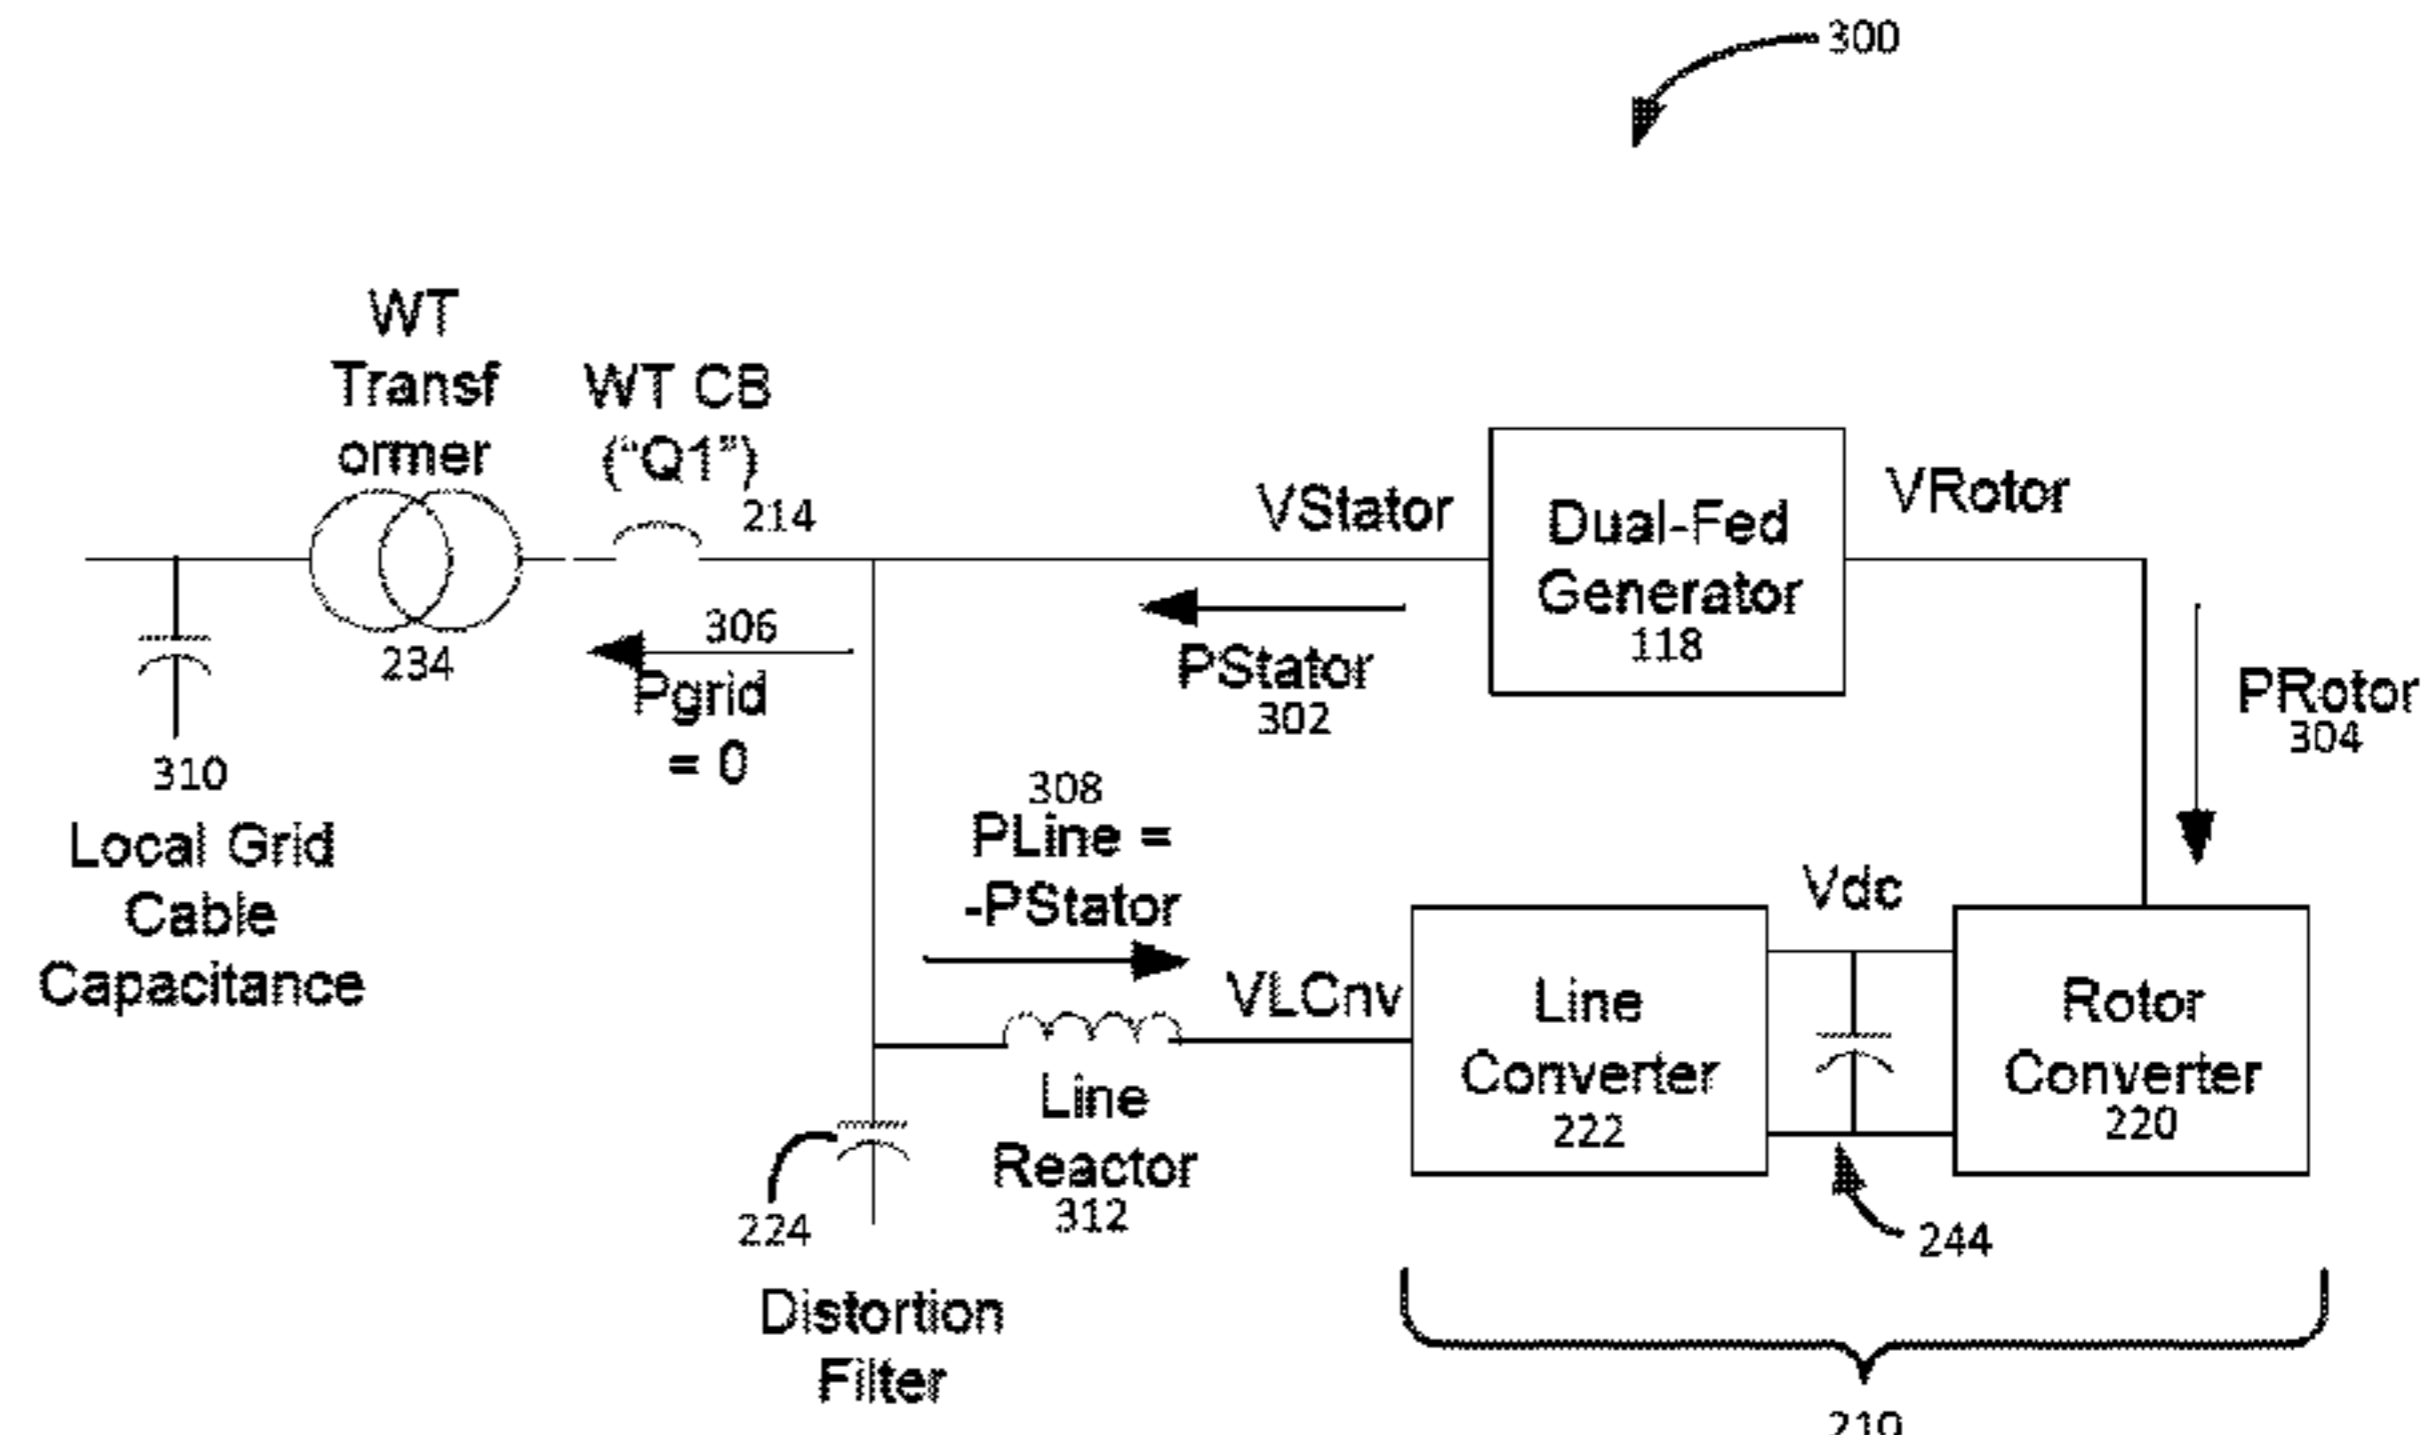 300
WT
Transf
ormer
234
WT CB
("Q1")
214
306
Pgrid
= 0
310
Local Grid
Cable
Capacitance
VStator
PStator
302
Dual-Fed
Generator
118
VRotor
PRotor
304
308
PLine =
-PStator
VLCnv
Line
Reactor
312
224
Distortion
Filter
Line
Converter
222
Vdc
244
Rotor
Converter
220
210